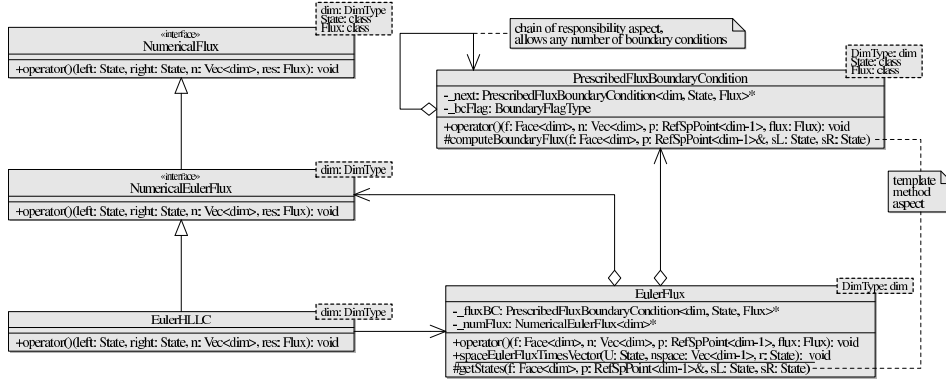 dim: DimType
State: class
Flux: class
«interface»
NumericalFlux
+operator()(left: State, right: State, n: Vec<dim>, res: Flux): void
chain of responsibility aspect,
allows any number of boundary conditions
DimType: dim
State: class
Flux: class
PrescribedFluxBoundaryCondition
-_next: PrescribedFluxBoundaryCondition<dim, State, Flux>*
-_bcFlag: BoundaryFlagType
+operator()(f: Face<dim>, n: Vec<dim>, p: RefSpPoint<dim-1>, flux: Flux): void
#computeBoundaryFlux(f: Face<dim>, p: RefSpPoint<dim-1>&, sL: State, sR: State)
dim: DimType
«interface»
NumericalEulerFlux
+operator()(left: State, right: State, n: Vec<dim>, res: Flux): void
template
method
aspect
dim: DimType
EulerHLLC
+operator()(left: State, right: State, n: Vec<dim>, res: Flux): void
DimType: dim
EulerFlux
-_fluxBC: PrescribedFluxBoundaryCondition<dim, State, Flux>*
-_numFlux: NumericalEulerFlux<dim>*
+operator()(f: Face<dim>, n: Vec<dim>, p: RefSpPoint<dim-1>, flux: Flux): void
+spaceEulerFluxTimesVector(U: State, nspace: Vec<dim-1>, r: State): void
#getStates(f: Face<dim>, p: RefSpPoint<dim-1>&, sL: State, sR: State)